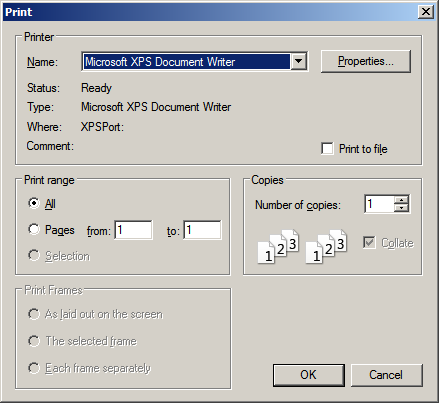 Print
Printer
Name: Microsoft XPS Document Writer Properties...
Status: Ready
Type: Microsoft XPS Document Writer
Where: XPSPort:
Comment: Print to file
Print range
All
Pages from: 1 to: 1
Selection
Copies
Number of copies: 1
1 2 3 1 2 3 Collate
Print Frames
As laid out on the screen
The selected frame
Each frame separately
OK Cancel